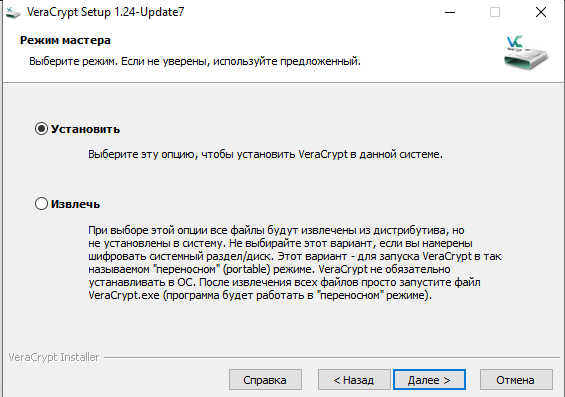 VeraCrypt Setup 1.24-Update7
Режим мастера
Выберите режим. Если не уверены, используйте предложенный.
VC
Установить
Выберите эту опцию, чтобы установить VeraCrypt в данной системе.
Извлечь
При выборе этой опции все файлы будут извлечены из дистрибутива, но
не установлены в систему. Не выбирайте этот вариант, если вы намерены
шифровать системный раздел/диск. Этот вариант - для запуска VeraCrypt в так
называемом "переносном" (portable) режиме. VeraCrypt не обязательно
устанавливать в ОС. После извлечения всех файлов просто запустите файл
VeraCrypt.exe (программа будет работать в "переносном" режиме).
VeraCrypt Installer
Справка
< Назад
Далее >
Отмена